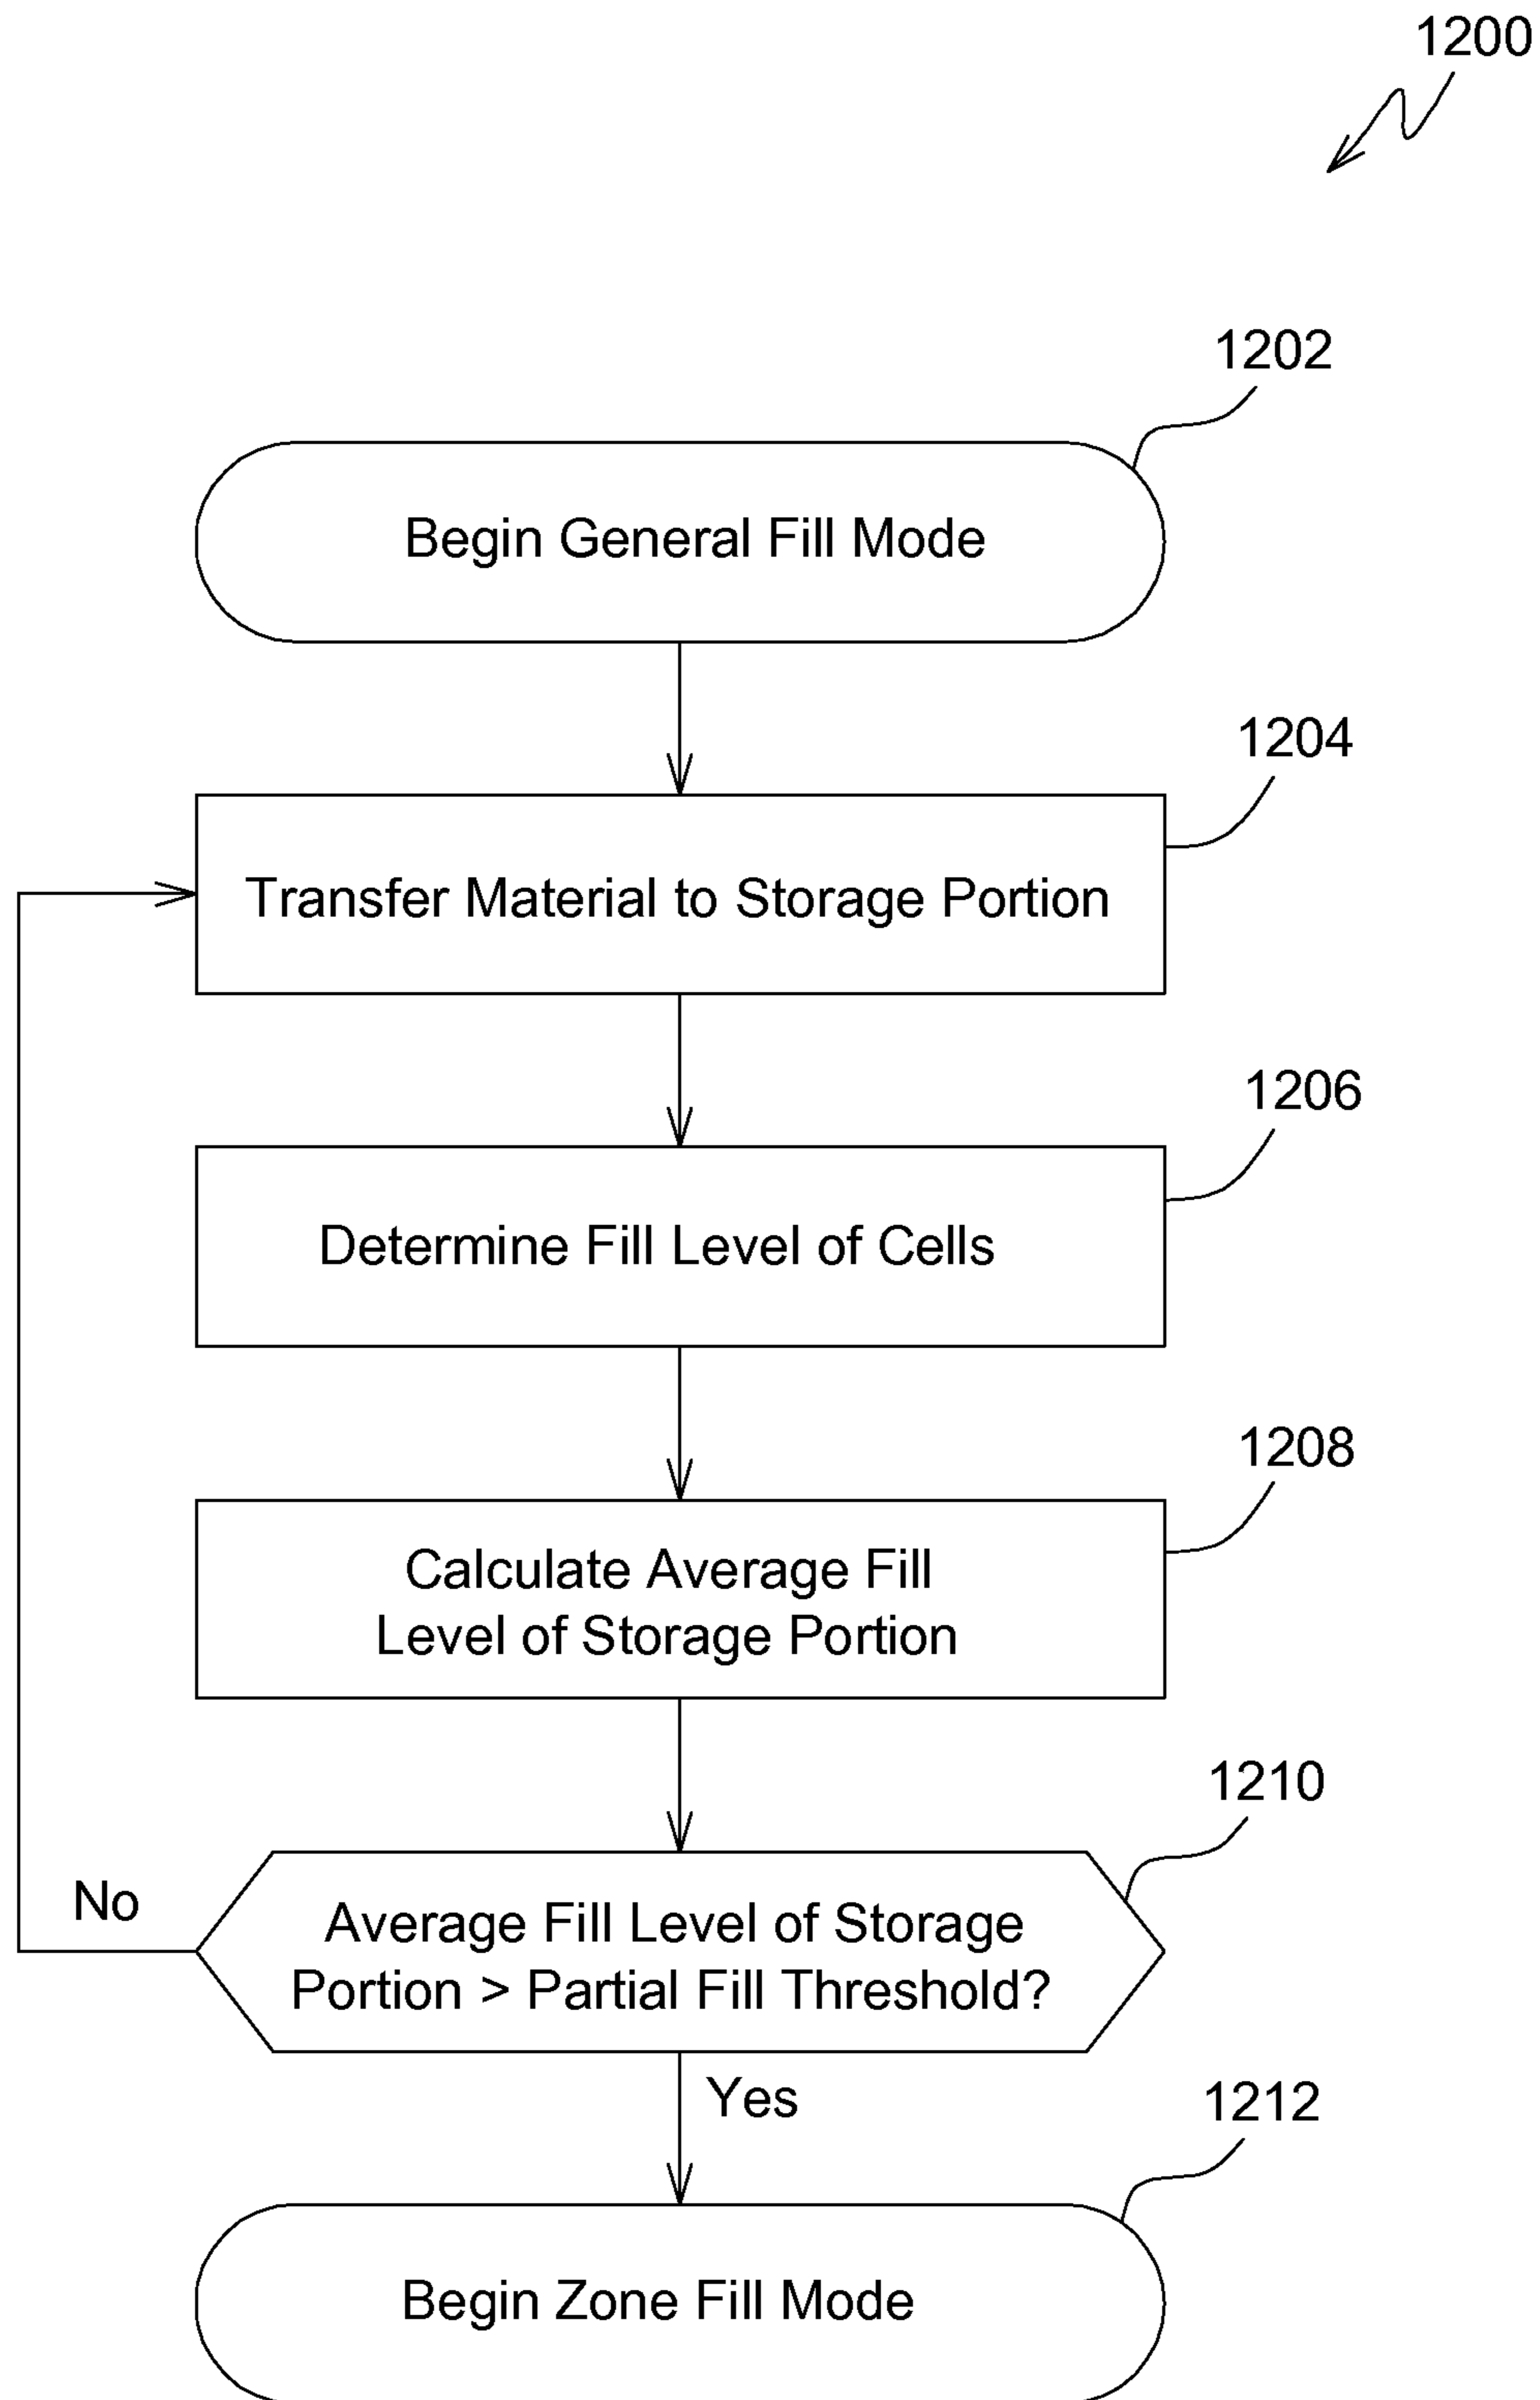 1200
1202
Begin General Fill Mode
1204
Transfer Material to Storage Portion
1206
Determine Fill Level of Cells
1208
Calculate Average Fill
Level of Storage Portion
1210
No
Average Fill Level of Storage
Portion > Partial Fill Threshold?
Yes
1212
Begin Zone Fill Mode